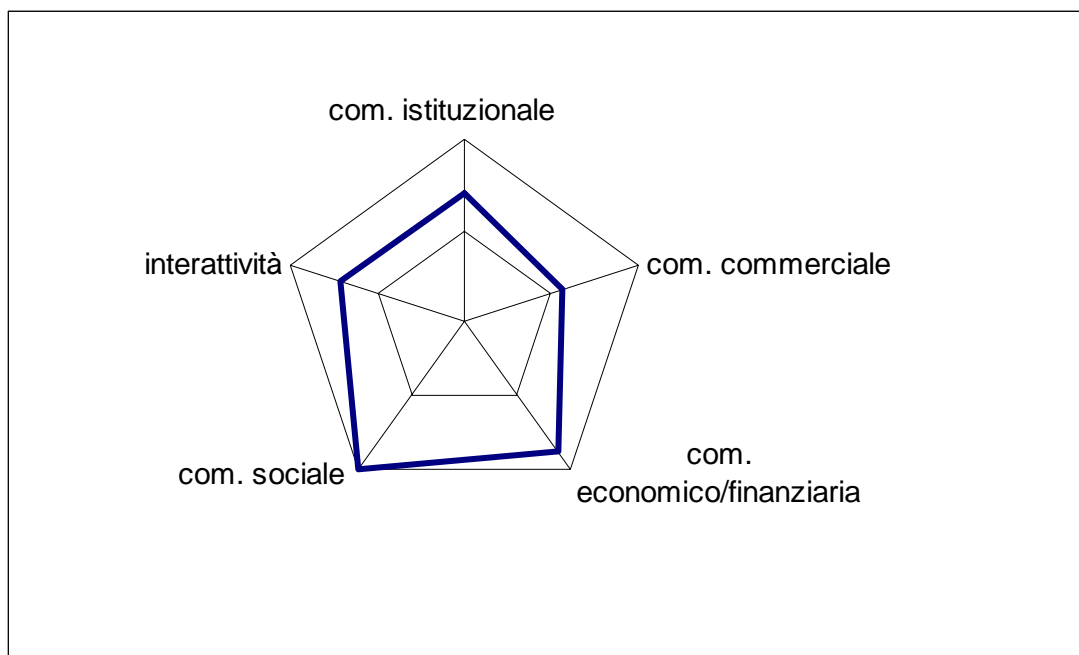 com. istituzionale
interattività
com. commerciale
com. sociale
com.
economico/finanziaria